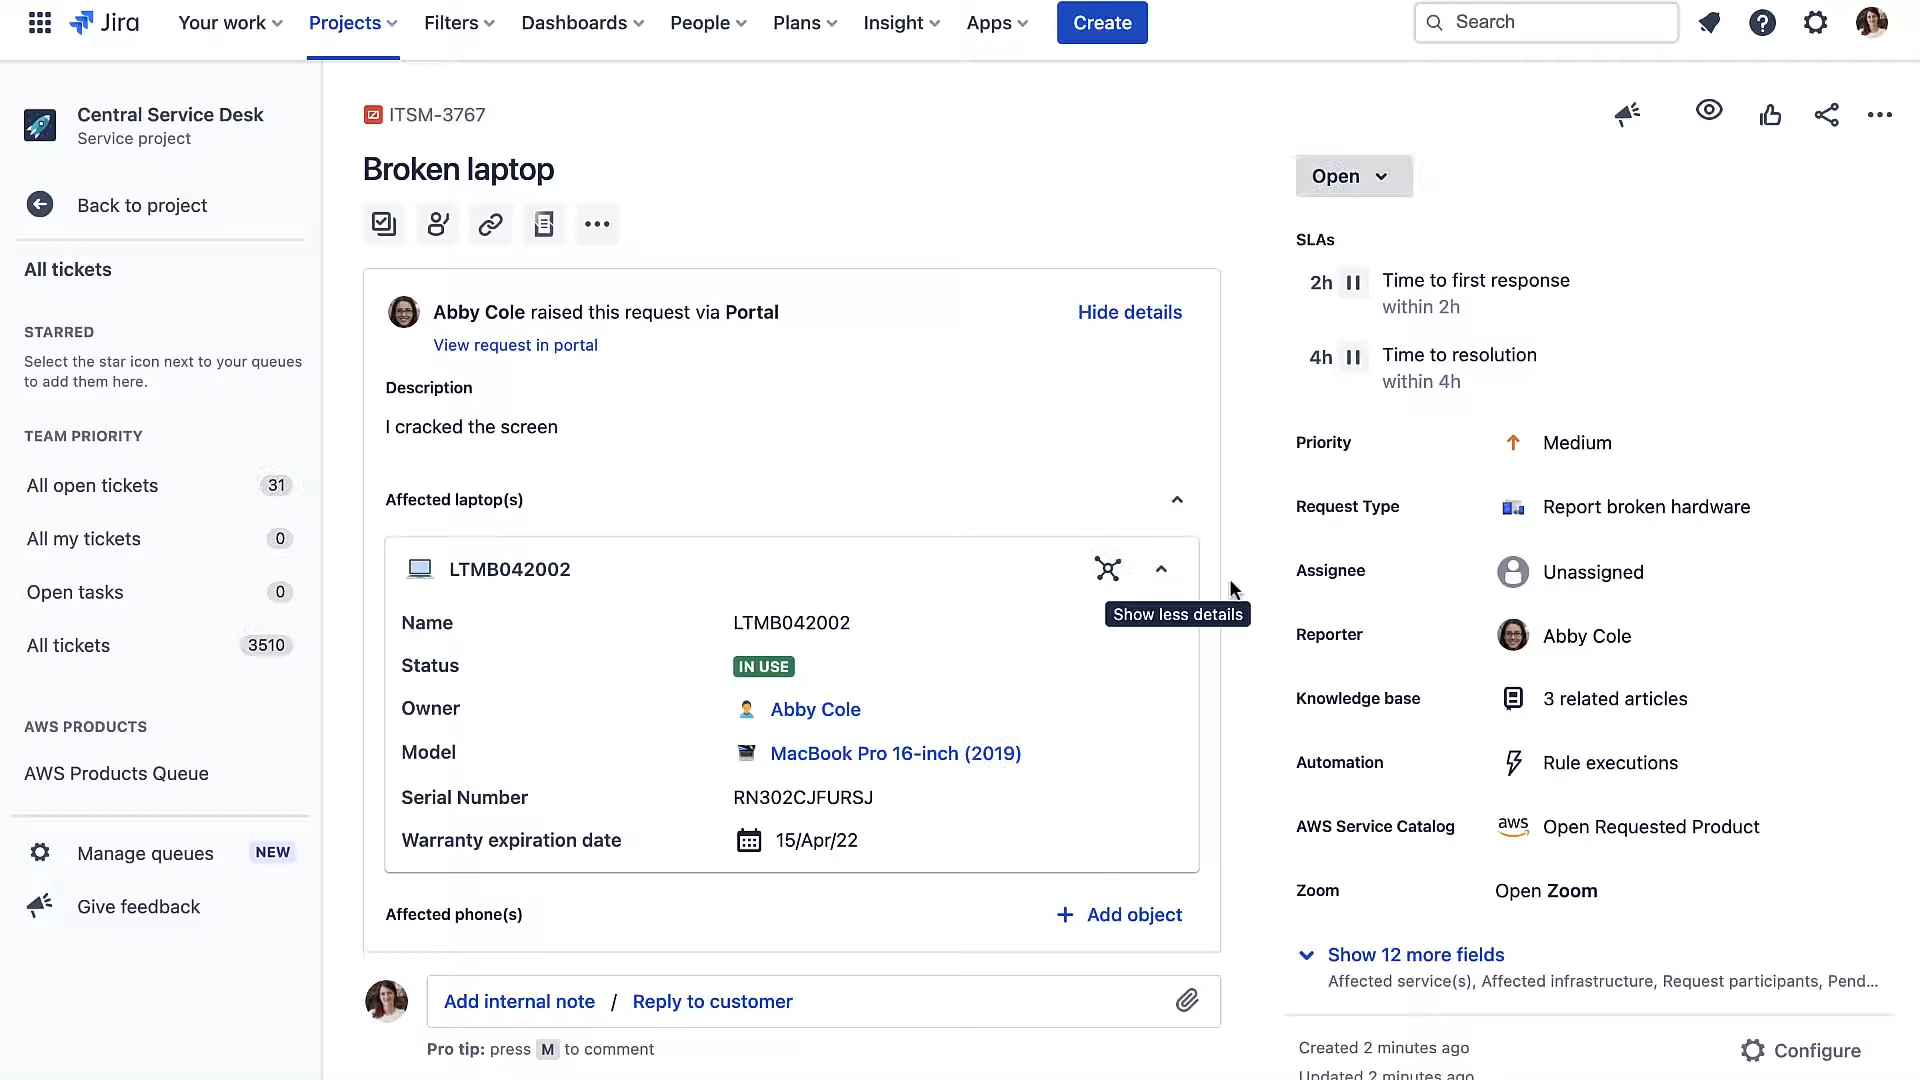 Jira
Your work
Projects
Filters
Dashboards
People
Plans
Insight
Apps
Create
Search
Central Service Desk
Service project
Back to project
All tickets
STARRED
Select the star icon next to your queues
to add them here.
TEAM PRIORITY
All open tickets 31
All my tickets 0
Open tasks 0
All tickets 3510
AWS PRODUCTS
AWS Products Queue
Manage queues NEW
Give feedback
ITSM-3767
Broken laptop
Abby Cole raised this request via Portal
Hide details
View request in portal
Description
I cracked the screen
Affected laptop(s)
LTMB042002
Show less details
Name LTMB042002
Status IN USE
Owner Abby Cole
Model MacBook Pro 16-inch (2019)
Serial Number RN302CJFURSJ
Warranty expiration date 15/Apr/22
Affected phone(s)
+ Add object
Add internal note / Reply to customer
Pro tip: press M to comment
Open
SLAs
2h Time to first response
within 2h
4h Time to resolution
within 4h
Priority Medium
Request Type Report broken hardware
Assignee Unassigned
Reporter Abby Cole
Knowledge base 3 related articles
Automation Rule executions
AWS Service Catalog aws Open Requested Product
Zoom Open Zoom
Show 12 more fields
Affected service(s), Affected infrastructure, Request participants, Pend...
Created 2 minutes ago
Configure
Updated 2 minutes ago